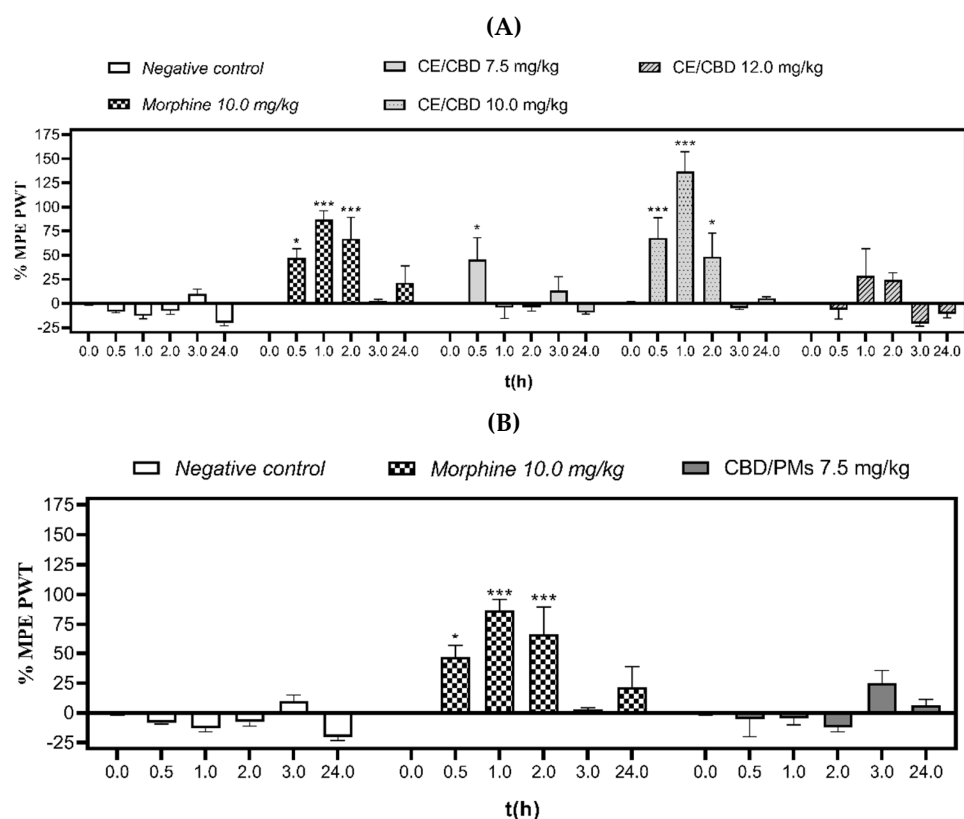 (A)
Negative control CE/CBD 7.5 mg/kg CE/CBD 12.0 mg/kg
Morphine 10.0 mg/kg CE/CBD 10.0 mg/kg
% MPE PWT
175
150
125
100
75
50
25
0
-25
* *** *** * *** *** *
0.0 0.5 1.0 2.0 3.0 24.0 0.0 0.5 1.0 2.0 3.0 24.0 0.0 0.5 1.0 2.0 3.0 24.0 0.0 0.5 1.0 2.0 3.0 24.0 0.0 0.5 1.0 2.0 3.0 24.0
t(h)
(B)
Negative control Morphine 10.0 mg/kg CBD/PMs 7.5 mg/kg
% MPE PWT
175
150
125
100
75
50
25
0
-25
* *** ***
0.0 0.5 1.0 2.0 3.0 24.0 0.0 0.5 1.0 2.0 3.0 24.0 0.0 0.5 1.0 2.0 3.0 24.0
t(h)